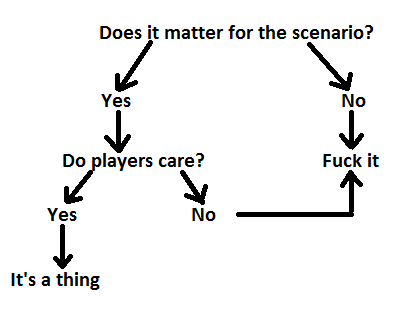 Does it matter for the scenario?
Yes
No
Do players care?
Fuck it
Yes
No
It's a thing